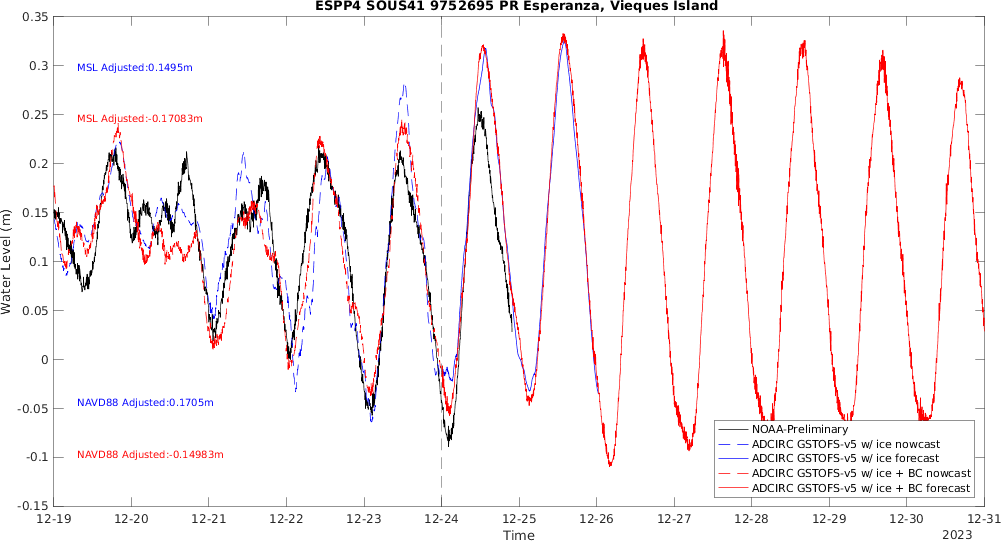 ESPP4 SOUS41 9752695 PR Esperanza, Vieques Island
0.35
0.3
0.25
0.2
0.15
0.1
0.05
0
-0.05
-0.1
-0.15
Water Level (m)
MSL Adjusted:0.1495m
MSL Adjusted:-0.17083m
NAVD88 Adjusted:0.1705m
NAVD88 Adjusted:-0.14983m
NOAA-Preliminary
ADCIRC GSTOFS-v5 w/ ice nowcast
ADCIRC GSTOFS-v5 w/ ice forecast
ADCIRC GSTOFS-v5 w/ ice + BC nowcast
ADCIRC GSTOFS-v5 w/ ice + BC forecast
12-19 12-20 12-21 12-22 12-23 12-24 12-25 12-26 12-27 12-28 12-29 12-30 12-31
Time
2023